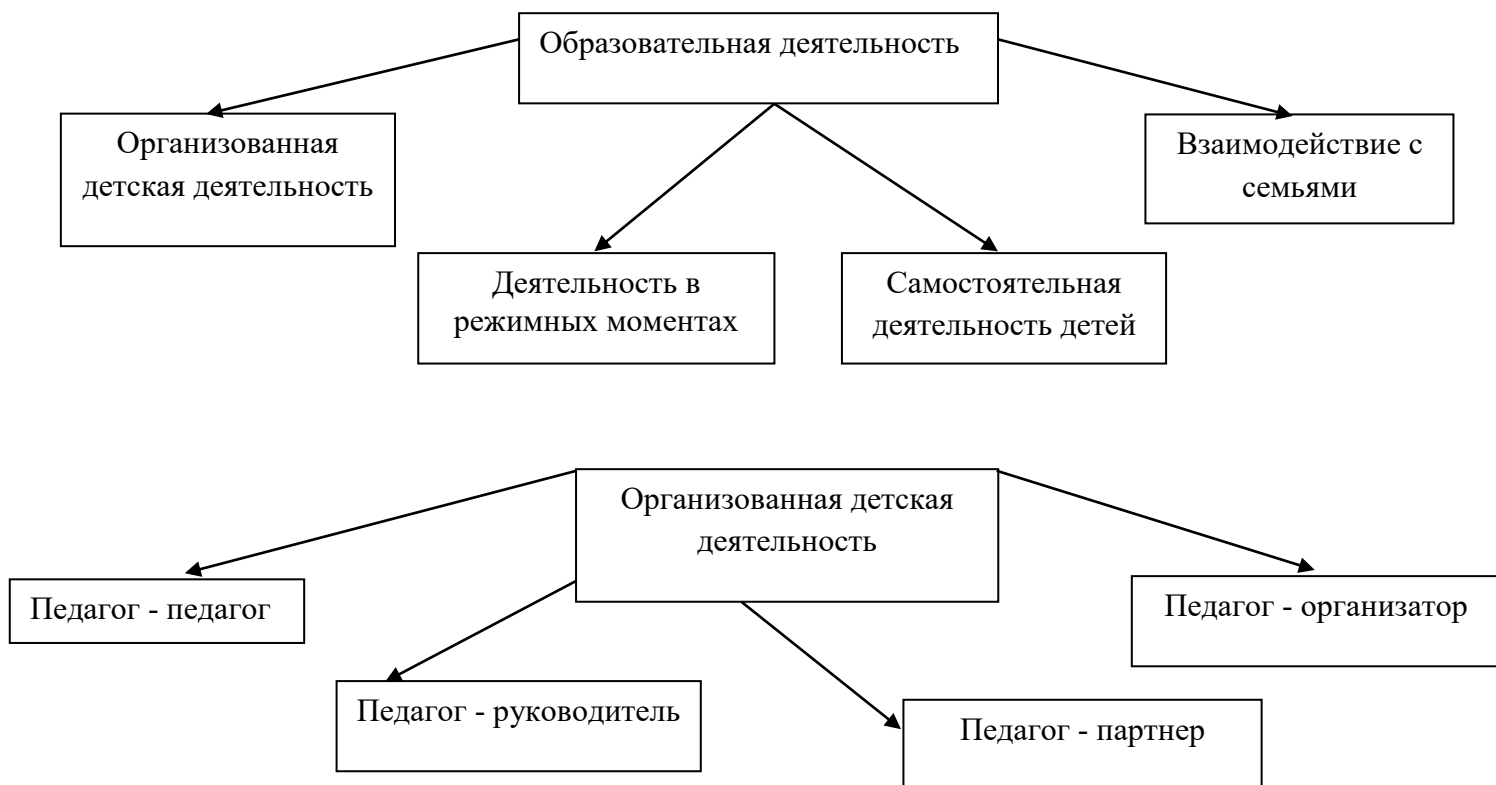 Образовательная деятельность
Организованная
детская деятельность
Взаимодействие с
семьями
Деятельность в
режимных моментах
Самостоятельная
деятельность детей
Организованная детская
деятельность
Педагог - педагог
Педагог - организатор
Педагог - руководитель
Педагог - партнер